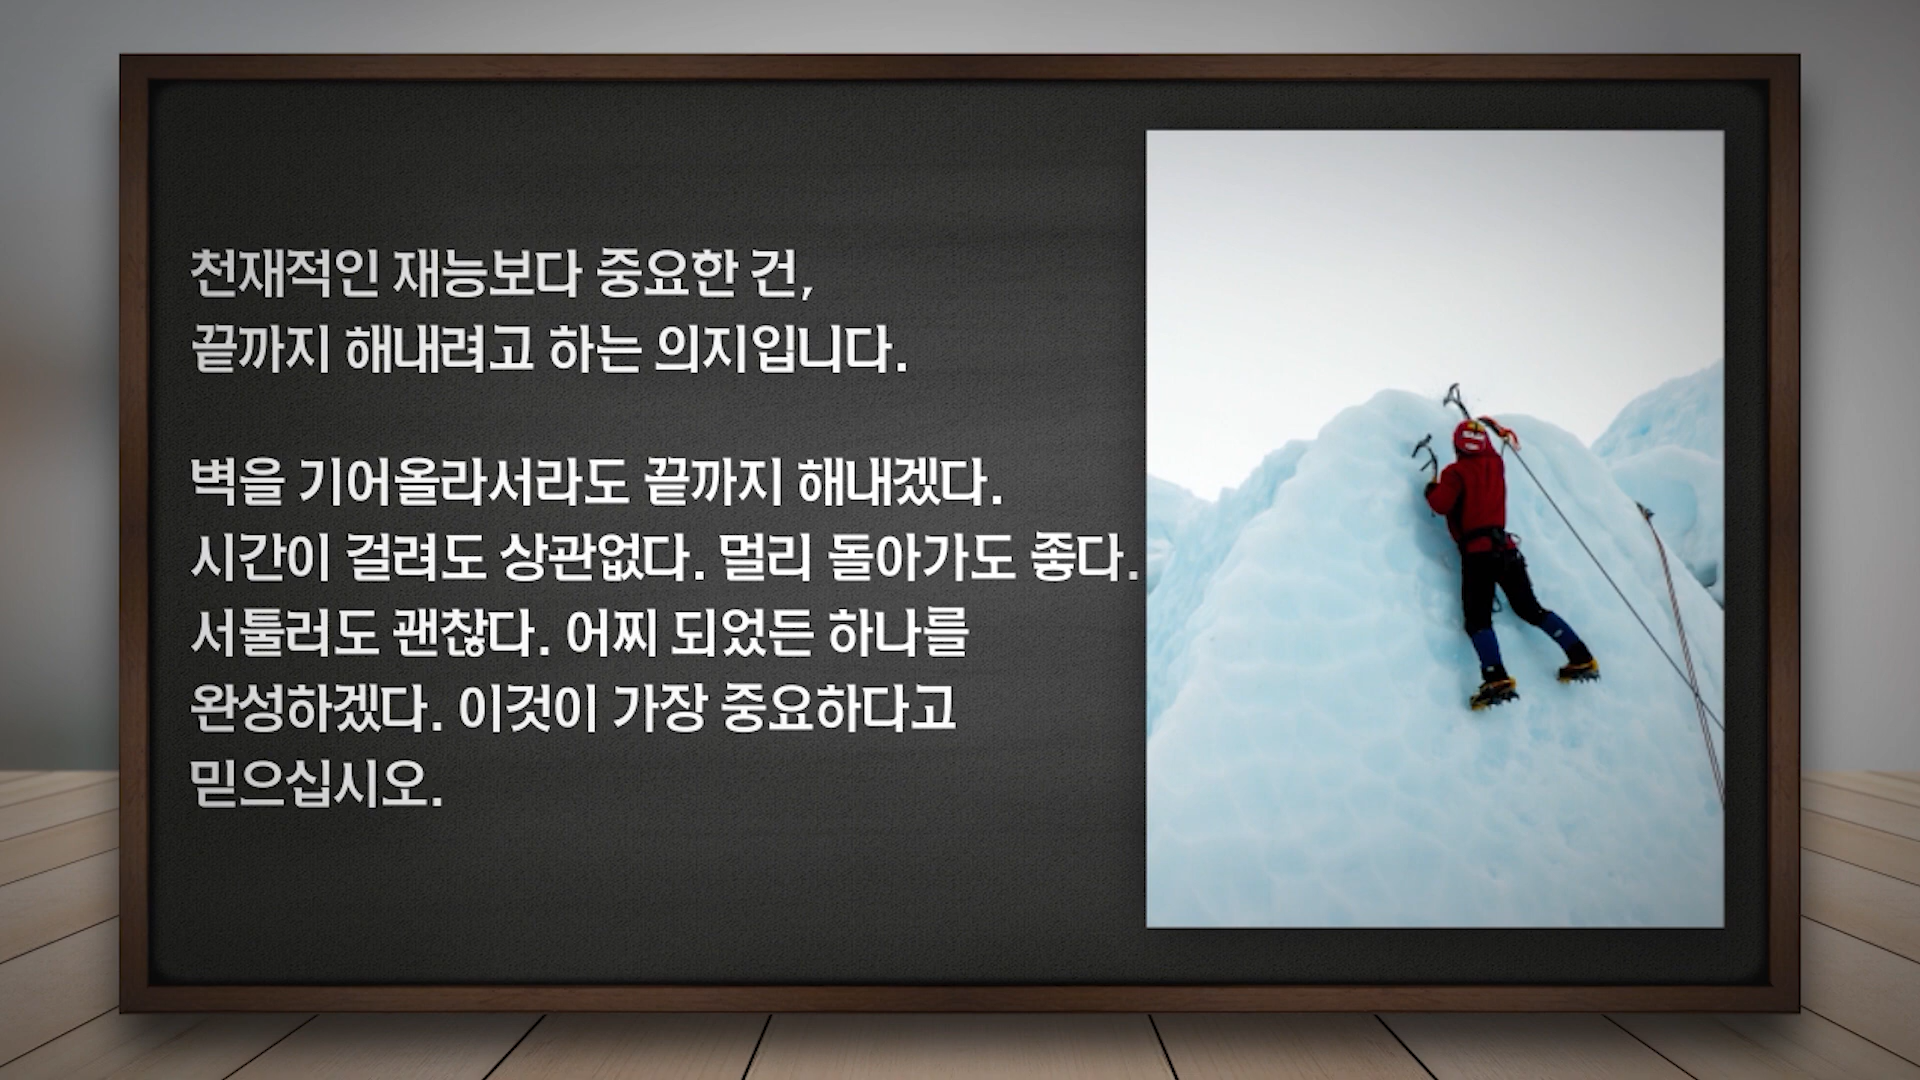 천재적인 재능보다 중요한 건,
끝까지 해내려고 하는 의지입니다.
벽을 기어올라서라도 끝까지 해내겠다.
시간이 걸려도 상관없다. 멀리 돌아가도 좋다.
서툴러도 괜찮다. 어찌 되었든 하나를
완성하겠다. 이것이 가장 중요하다고
믿으십시오.